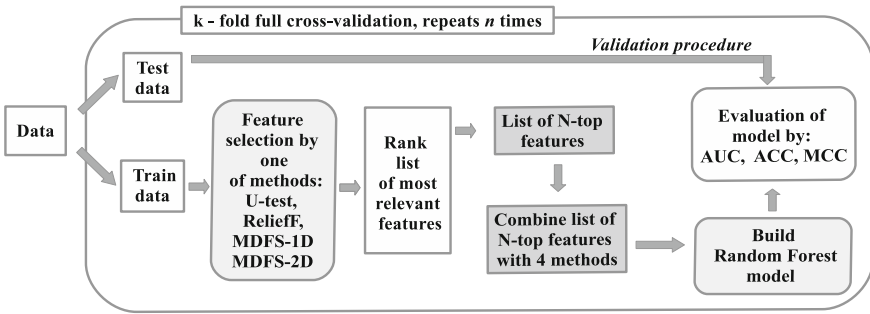 k - fold full cross-validation, repeats n times
Validation procedure
Data
Test
data
Train
data
Feature
selection by
one
of methods:
U-test,
ReliefF,
MDFS-1D
MDFS-2D
Rank
list
of most
relevant
features
List of N-top
features
Combine list of
N-top features
with 4 methods
Build
Random Forest
model
Evaluation of
model by:
AUC, ACC, MCC